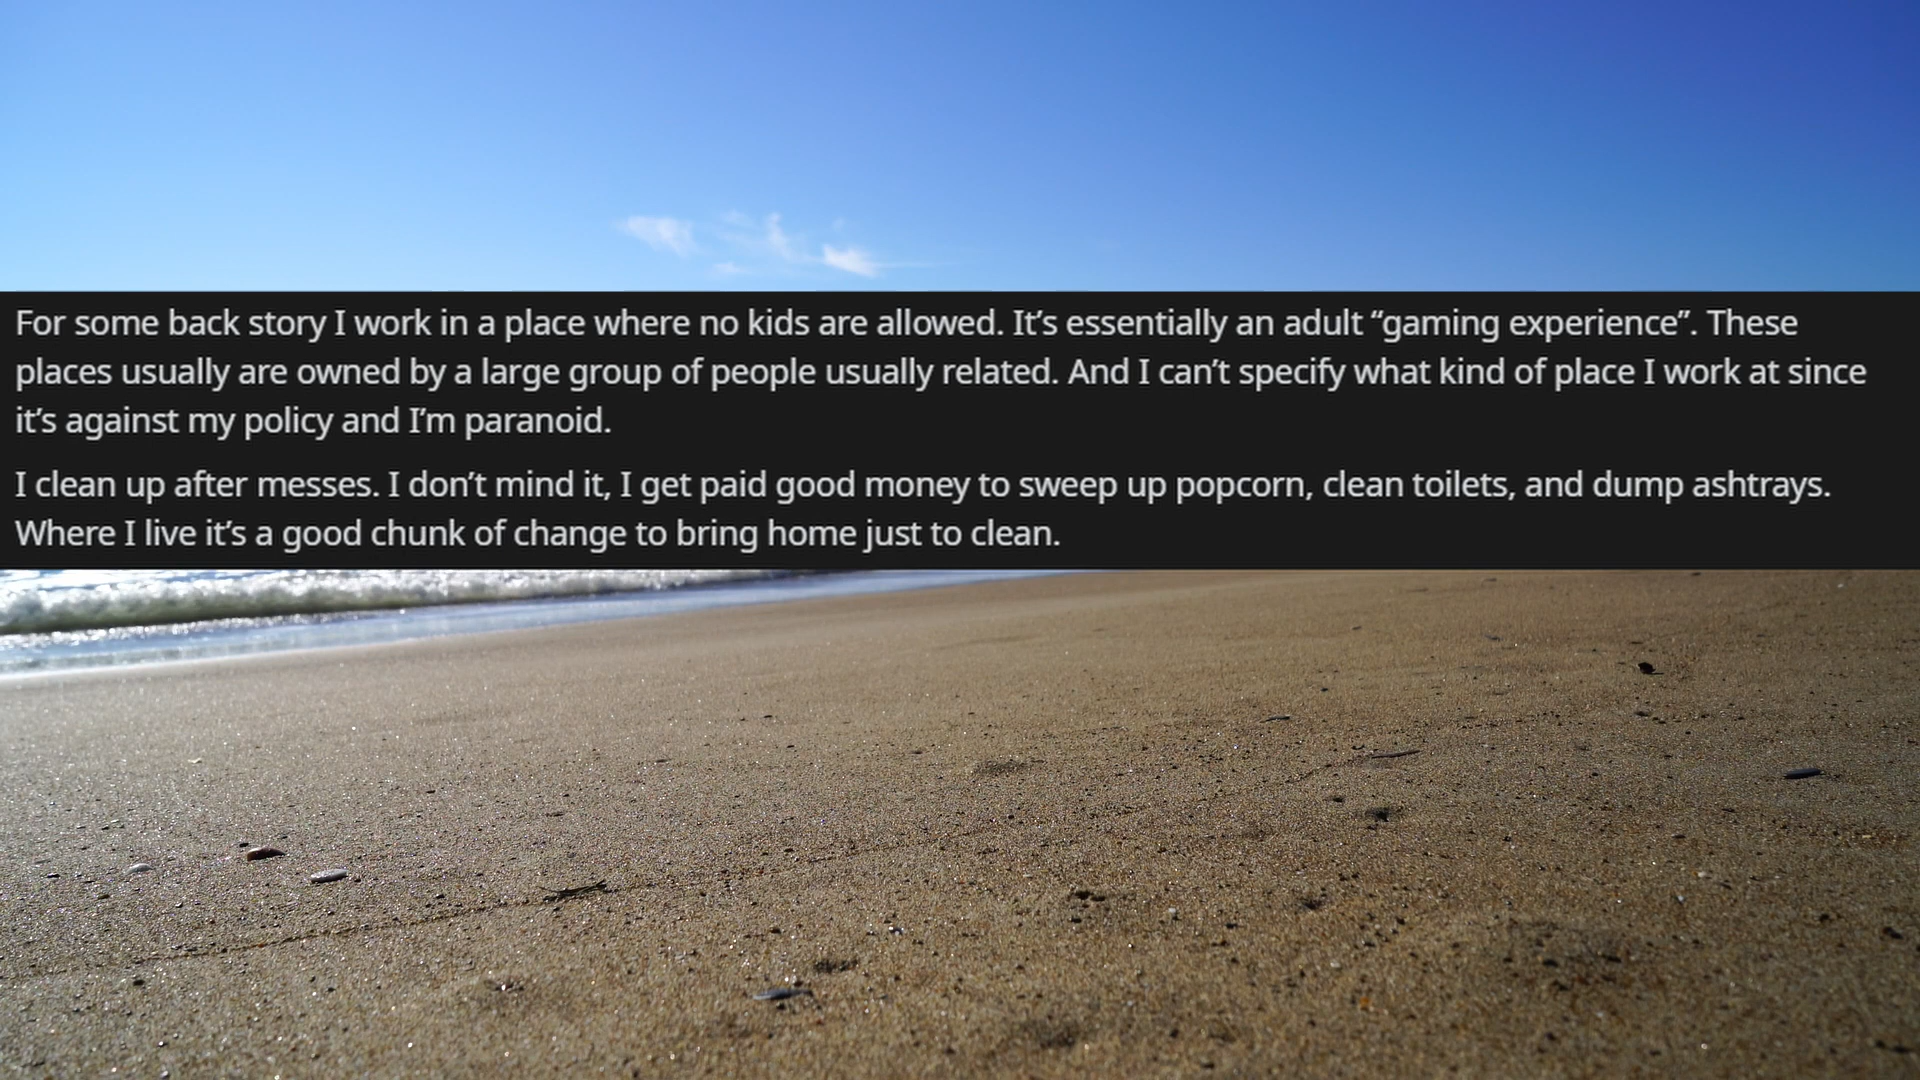 For some back story I work in a place where no kids are allowed. It’s essentially an adult “gaming experience”. These
places usually are owned by a large group of people usually related. And I can’t specify what kind of place I work at since
it’s against my policy and I’m paranoid.
I clean up after messes. I don’t mind it, I get paid good money to sweep up popcorn, clean toilets, and dump ashtrays.
Where I live it’s a good chunk of change to bring home just to clean.